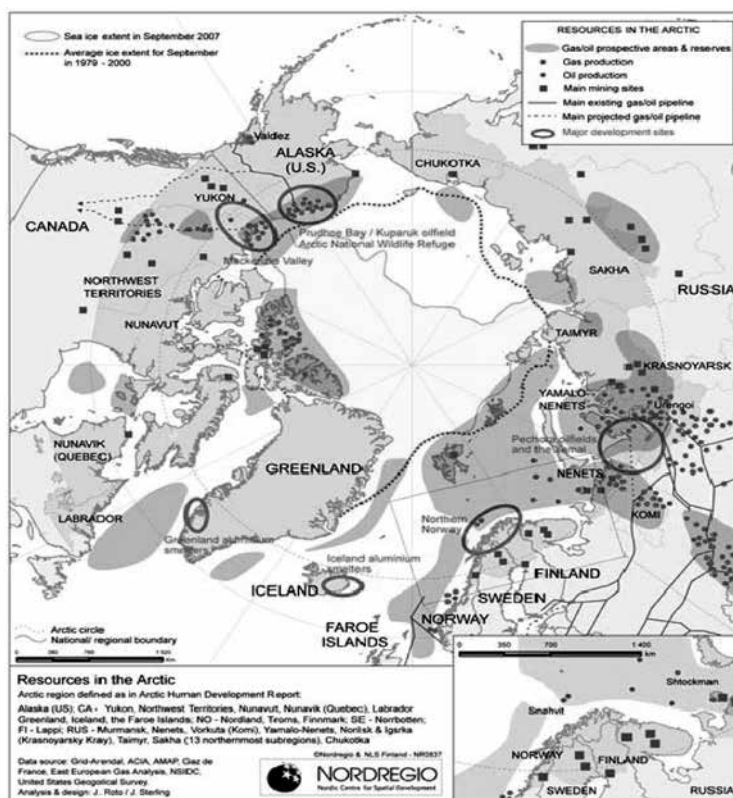 Sea ice extent in September 2007
Average ice extent for September
in 1979 - 2000
RESOURCES IN THE ARCTIC
Gas/oil prospective areas & reserves
Gas production
Oil production
Main mining sites
Main existing gas/oil pipeline
Main projected gas/oil pipeline
Major development sites
Valdez
ALASKA
(U.S.)
CHUKOTKA
YUKON
CANADA
Prudhoe Bay / Kuparuk oilfield
Arctic National Wildlife Refuge
Mackenzie Valley
NORTHWEST
TERRITORIES
SAKHA
RUSSIA
NUNAVUT
TAIMYR
KRASNOYARSK
YAMALO
NENETS
Urengoi
NUNAVIK
(QUEBEC)
Pechora oilfields
and the Jamal
GREENLAND
NENETS
LABRADOR
KOMI
Northern
Norway
Greenland aluminium
smelters
Iceland aluminium
smelters
ICELAND
FINLAND
SWEDEN
FAROE
ISLANDS
NORWAY
Arctic circle
National/ regional boundary
0 380 760 1 520
Km
0 350 700 1 400
km
Resources in the Arctic
Arctic region defined as in Arctic Human Development Report:
Alaska (US); CA - Yukon, Northwest Territories, Nunavut, Nunavik (Quebec), Labrador
Greenland, Iceland, the Faroe Islands; NO - Nordland, Troms, Finnmark; SE - Norrbotten;
FI - Lappi; RUS - Murmansk, Nenets, Vorkuta (Komi), Yamalo-Nenets, Norilsk & Igsrka
(Krasnoyarsky Kray), Taimyr, Sakha (13 northernmost subregions), Chukotka
©Nordregio & NLS Finland - NR0837
Data source: Grid-Arendal, ACIA, AMAP, Gaz de
France, East European Gas Analysis, NSIDC,
United States Geological Survey.
Analysis & design: J. Roto / J. Sterling
NORDREGIO
Nordic Centre for Spatial Development
Shtockman
Snøhvit
NORWAY
FINLAND
SWEDEN
RUSSIA